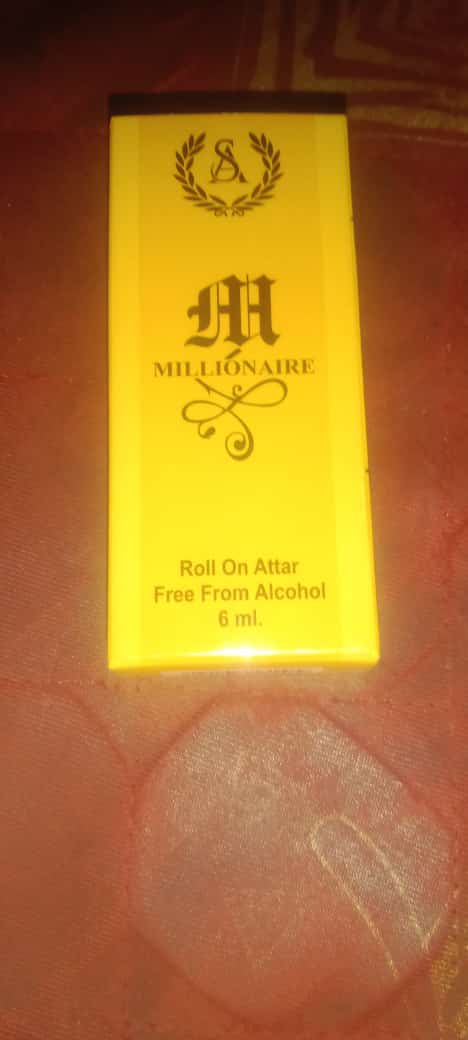 SA
M
MILLIÓNAIRE
Roll On Attar
Free From Alcohol
6 ml.